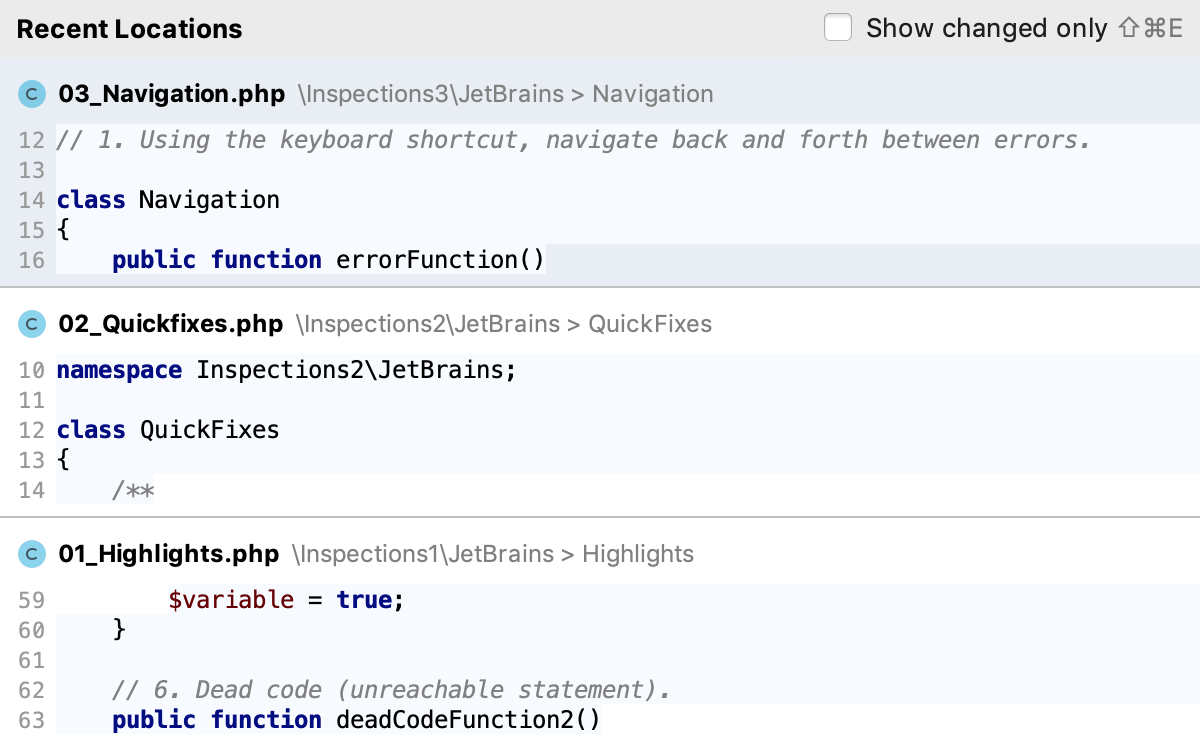 Recent Locations Show changed only ⇧⌘E
C 03_Navigation.php \Inspections3\JetBrains > Navigation
12 // 1. Using the keyboard shortcut, navigate back and forth between errors.
13
14 class Navigation
15 {
16     public function errorFunction()
C 02_Quickfixes.php \Inspections2\JetBrains > QuickFixes
10 namespace Inspections2\JetBrains;
11
12 class QuickFixes
13 {
14     /**
C 01_Highlights.php \Inspections1\JetBrains > Highlights
59         $variable = true;
60     }
61
62     // 6. Dead code (unreachable statement).
63     public function deadCodeFunction2()